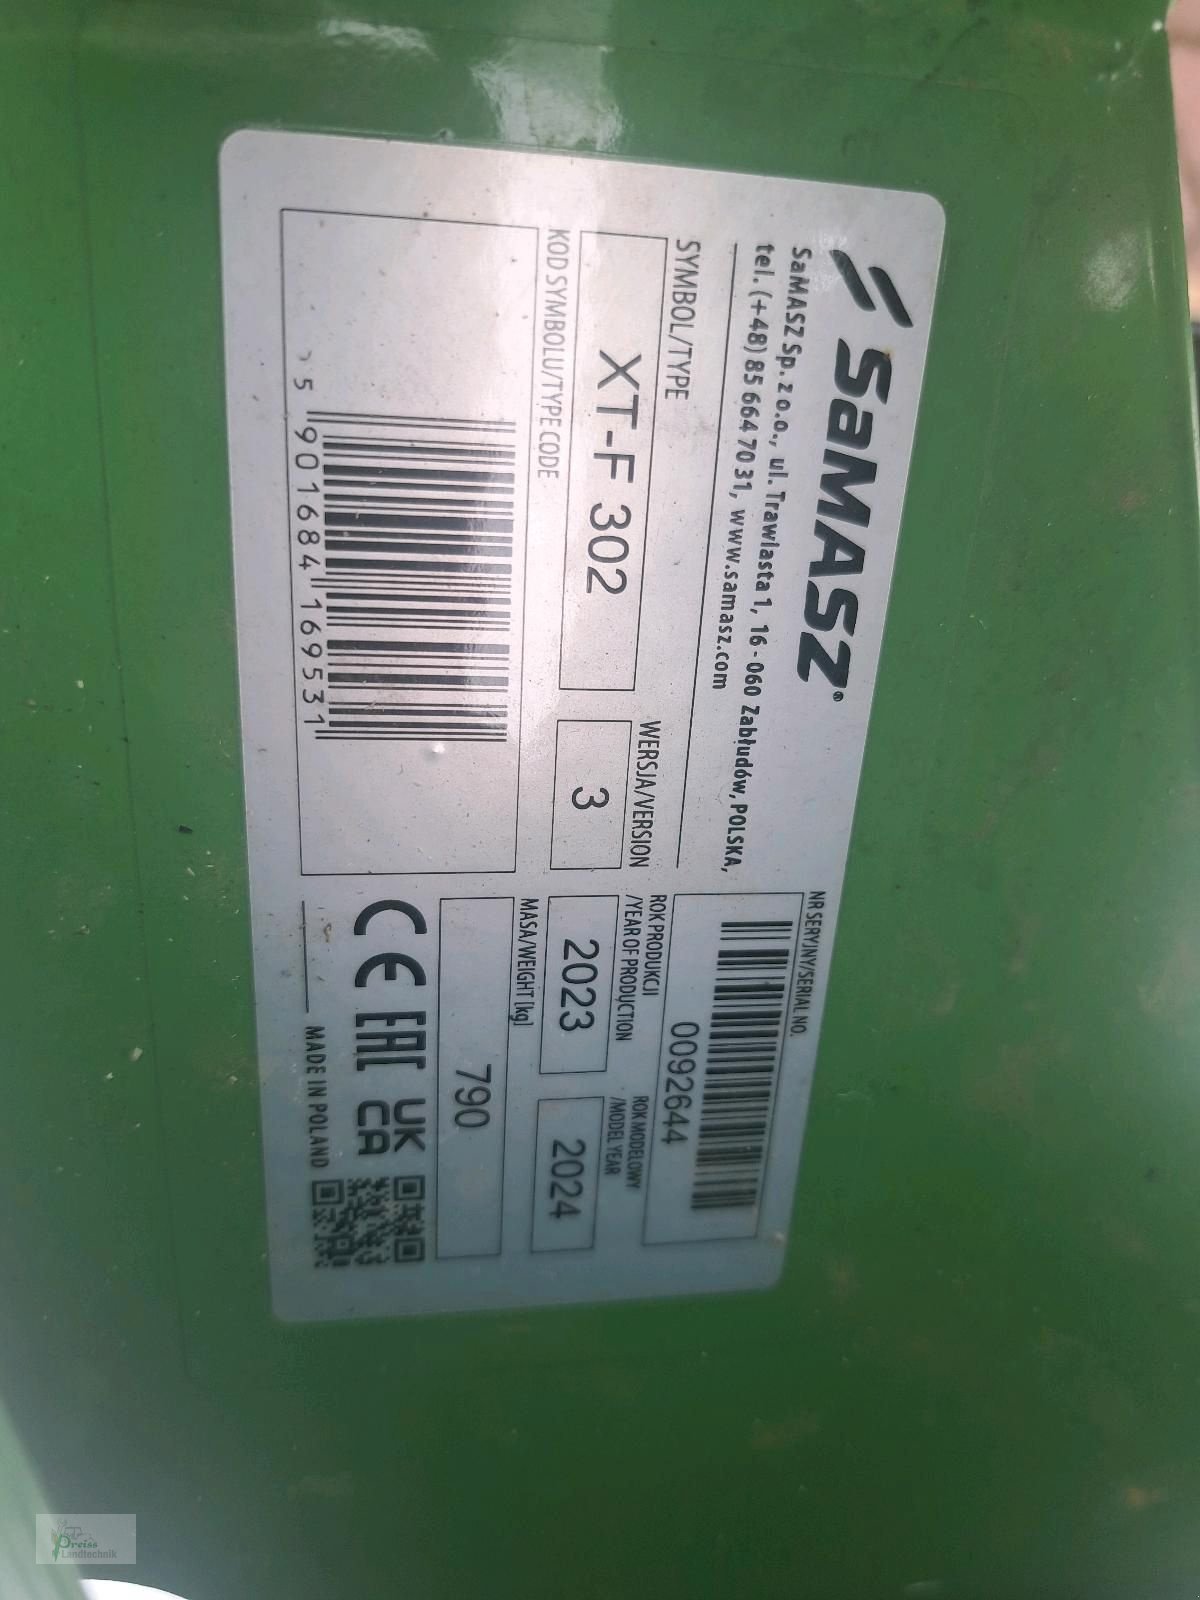 SaMASZ®
SaMASZ Sp. z o.o., ul. Trawiasta 1, 16 - 060 Zabłudów, POLSKA,
tel. (+48) 85 664 70 31, www.samasz.com
NR SERYJNY/SERIAL NO.
0092644
SYMBOL/TYPE
XT-F 302
WERSJA/VERSION
3
ROK PRODUKCJI
/YEAR OF PRODUCTION
2023
ROK MODELOWY
/MODEL YEAR
2024
KOD SYMBOLU/TYPE CODE
5 901684 169531
MASA/WEIGHT [kg]
790
CE EAC UK
CA
MADE IN POLAND
Preiss
Landtechnik